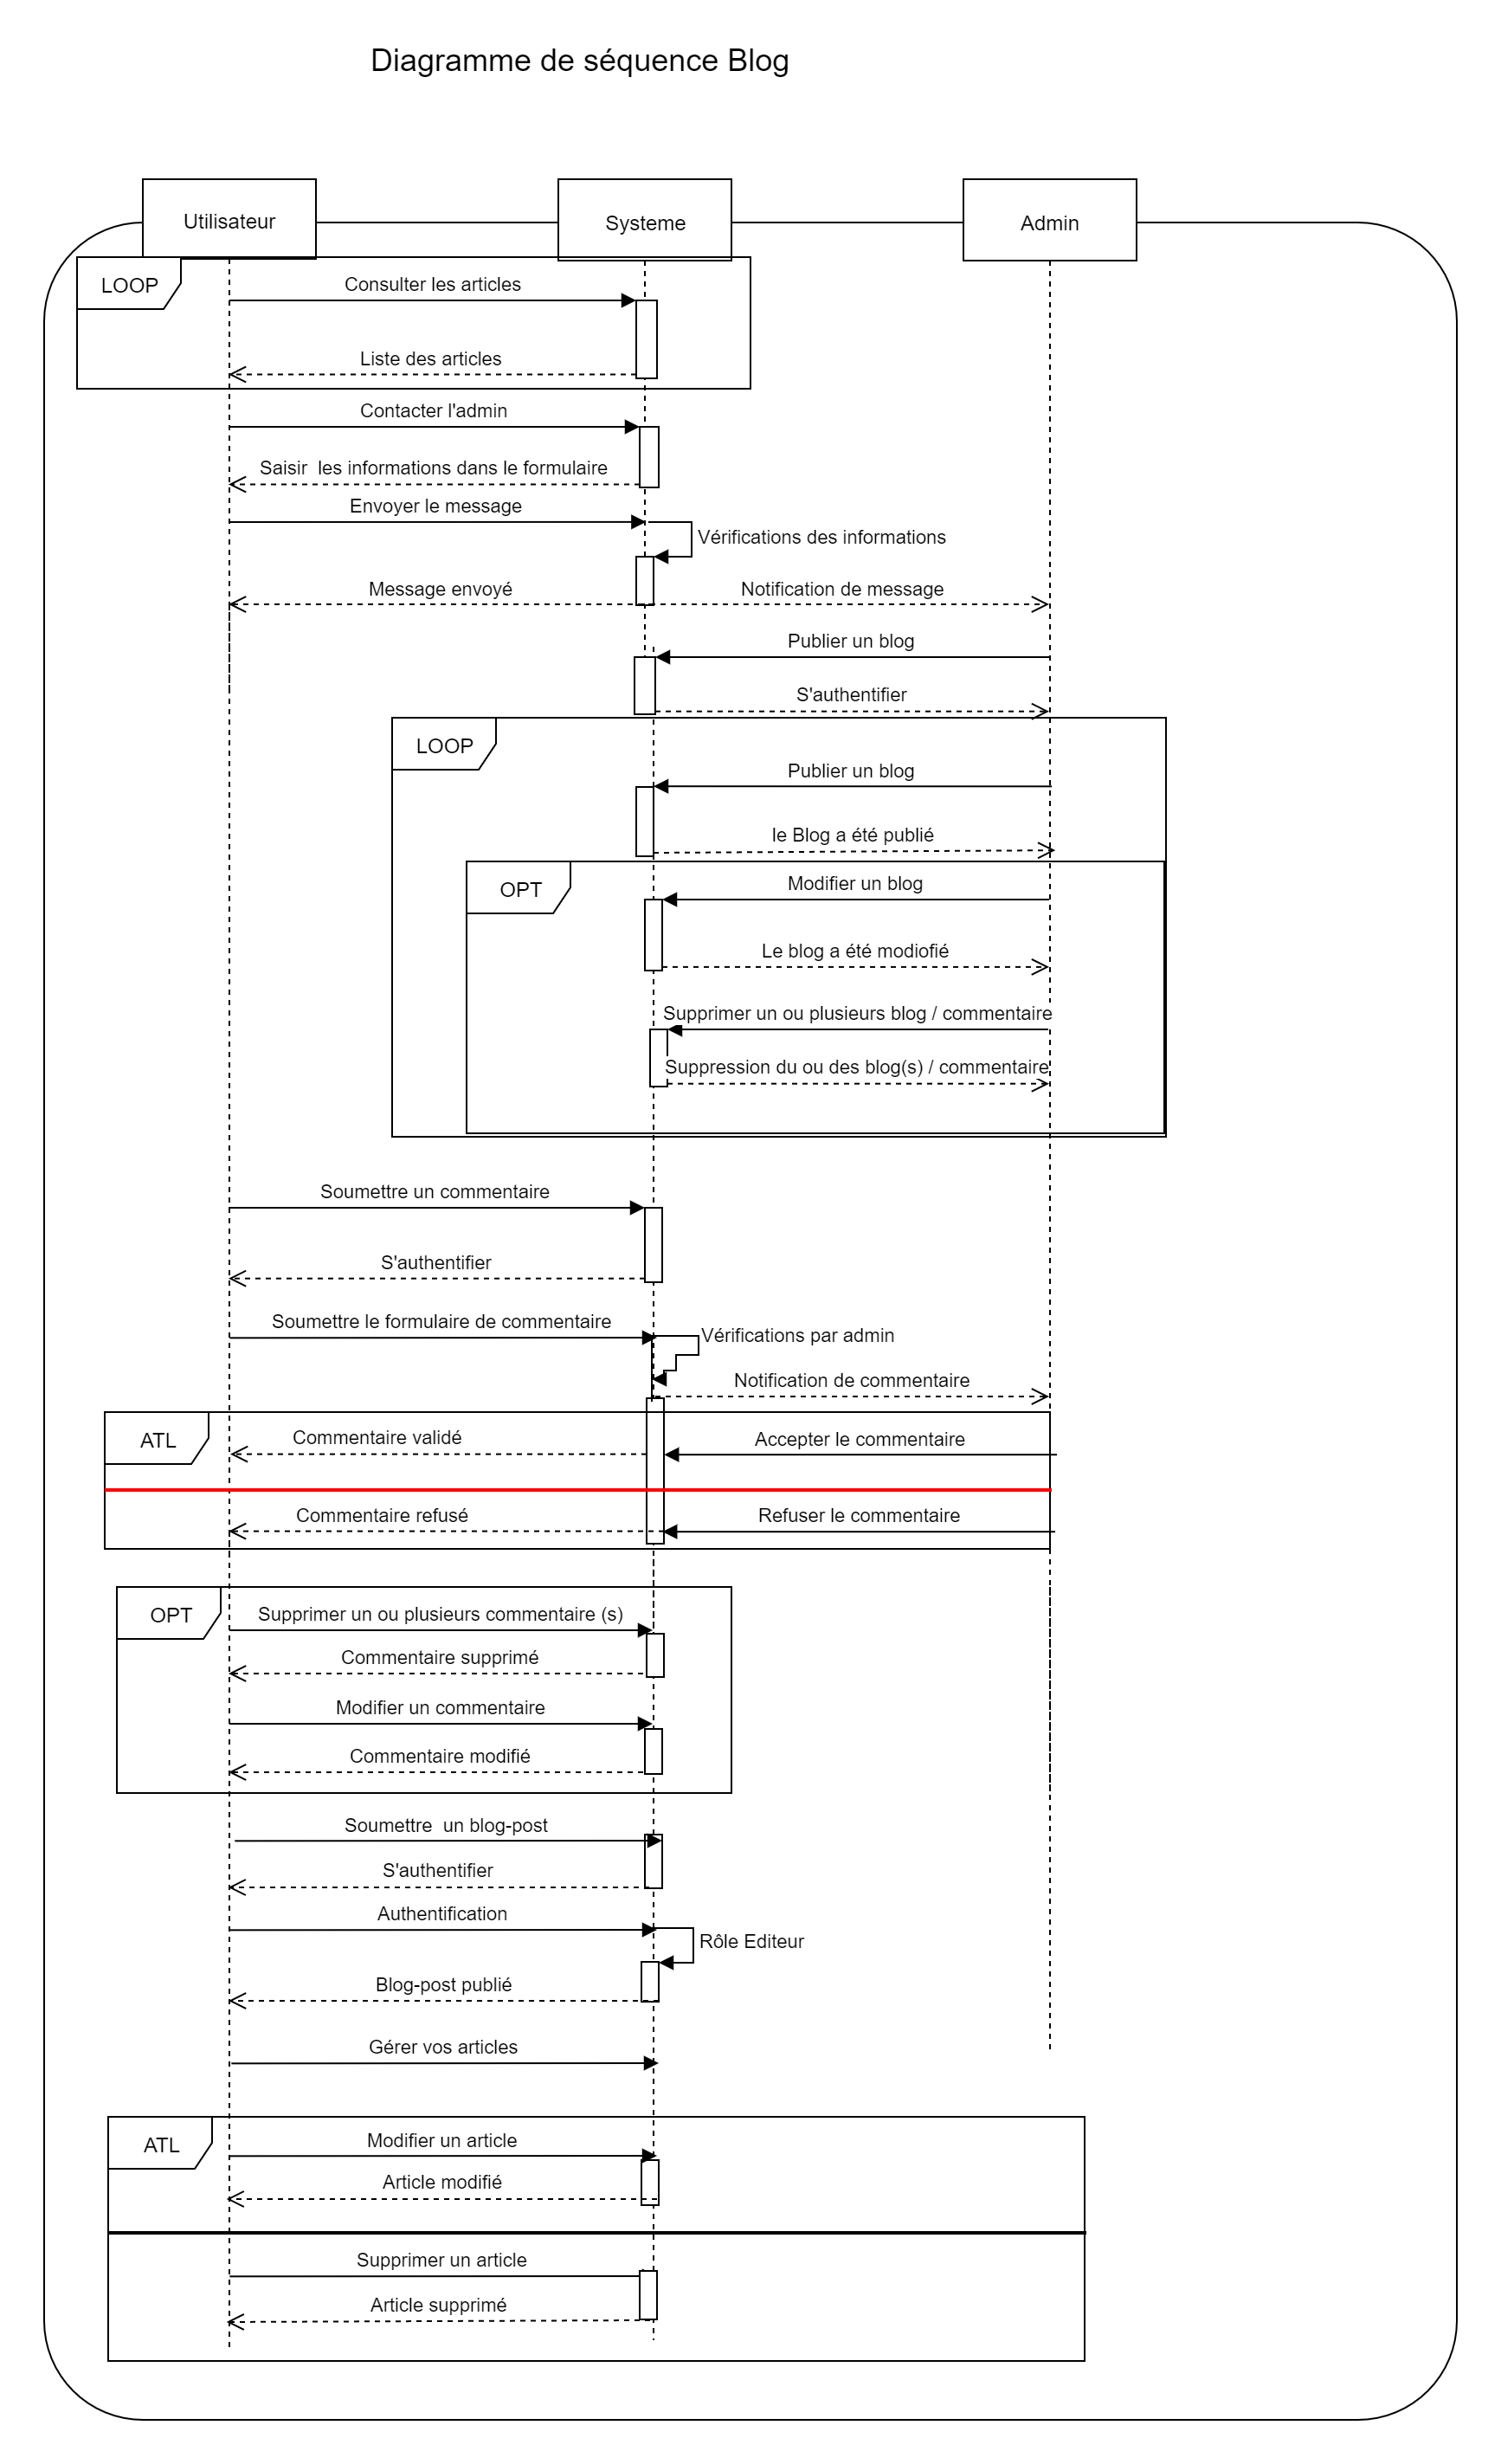 Diagramme de séquence Blog
Utilisateur
Systeme
Admin
LOOP
Consulter les articles
Liste des articles
Contacter l'admin
Saisir  les informations dans le formulaire
Envoyer le message
Vérifications des informations
Message envoyé
Notification de message
Publier un blog
S'authentifier
LOOP
Publier un blog
le Blog a été publié
OPT
Modifier un blog
Le blog a été modiofié
Supprimer un ou plusieurs blog / commentaire
Suppression du ou des blog(s) / commentaire
Soumettre un commentaire
S'authentifier
Soumettre le formulaire de commentaire
Vérifications par admin
Notification de commentaire
ATL
Commentaire validé
Accepter le commentaire
Commentaire refusé
Refuser le commentaire
OPT
Supprimer un ou plusieurs commentaire (s)
Commentaire supprimé
Modifier un commentaire
Commentaire modifié
Soumettre  un blog-post
S'authentifier
Authentification
Rôle Editeur
Blog-post publié
Gérer vos articles
ATL
Modifier un article
Article modifié
Supprimer un article
Article supprimé